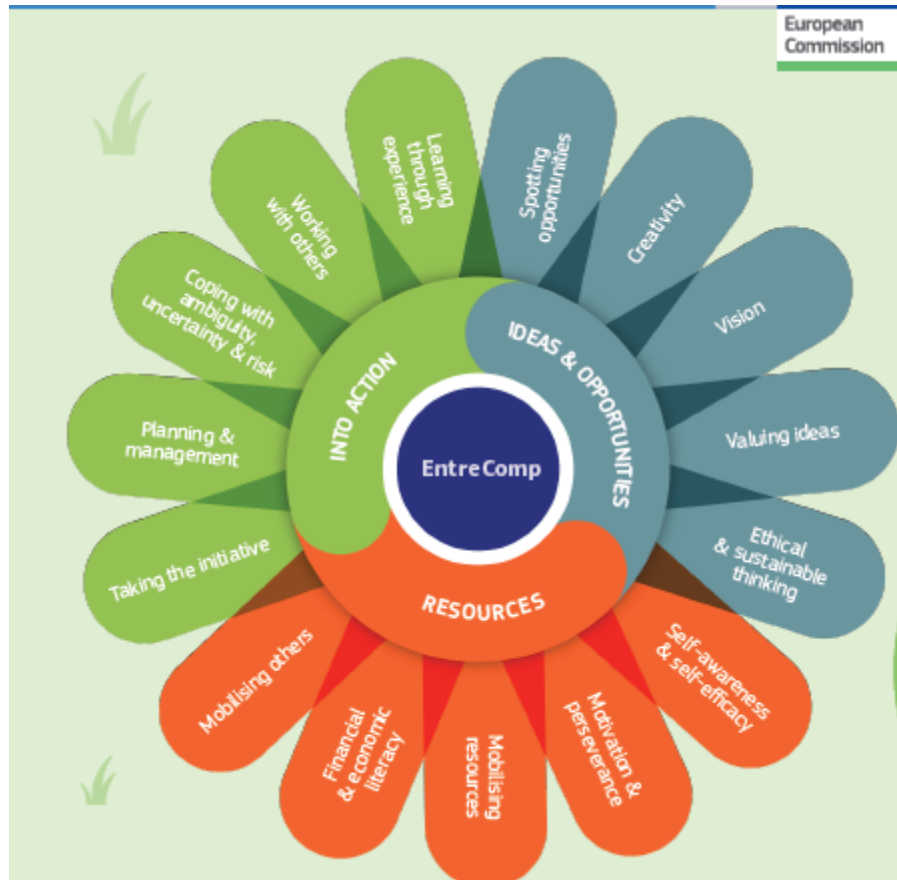 European
Commission
Spotting
opportunities
Creativity
Vision
Valuing ideas
Ethical
& sustainable
thinking
Self-awareness
& self-efficacy
Motivation &
perseverance
Mobilising
resources
Financial
& economic
literacy
Mobilising others
Taking the initiative
Planning &
management
Coping with
ambiguity,
uncertainty & risk
Working
with others
Learning
through
experience
IDEAS & OPPORTUNITIES
RESOURCES
INTO ACTION
EntreComp